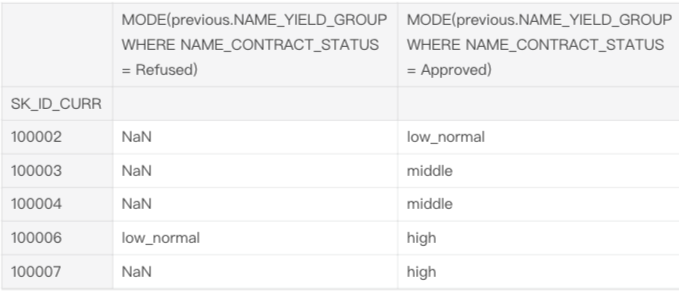 MODE(previous.NAME_YIELD_GROUP MODE(previous.NAME_YIELD_GROUP
WHERE NAME_CONTRACT_STATUS WHERE NAME_CONTRACT_STATUS
= Refused) = Approved)
SK_ID_CURR
100002 NaN low_normal
100003 NaN middle
100004 NaN middle
100006 low_normal high
100007 NaN high